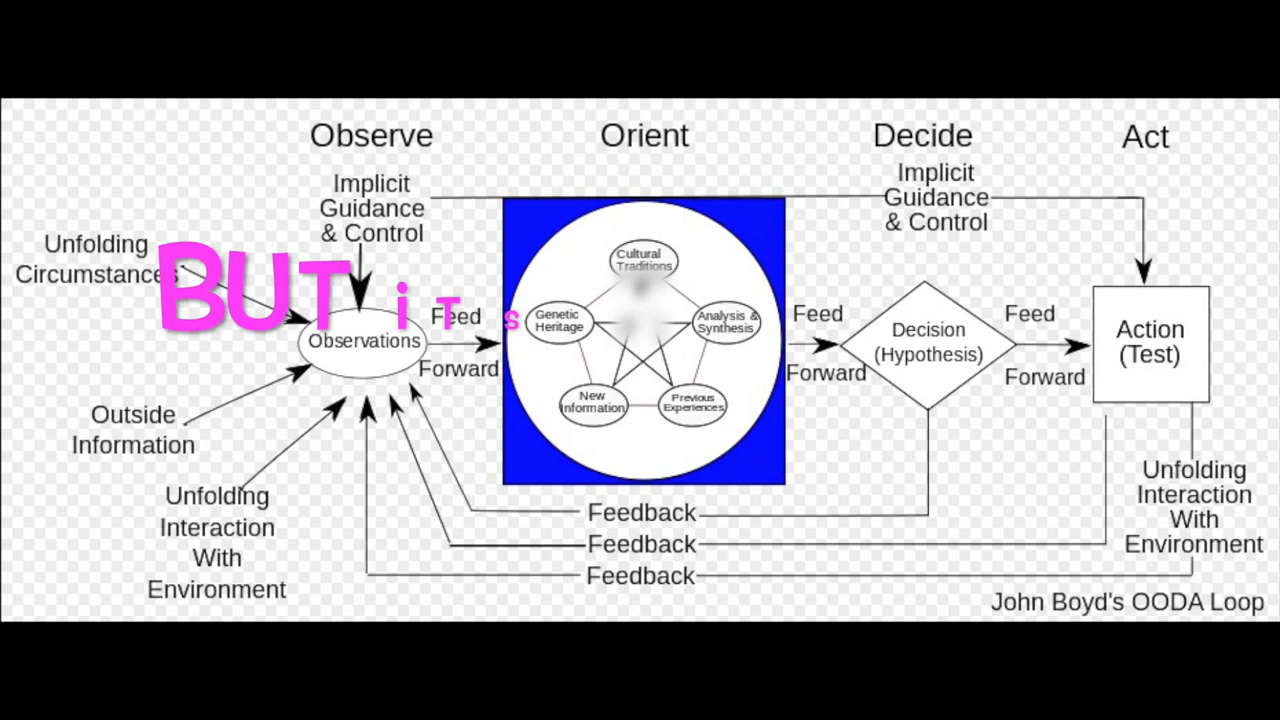 Observe
Orient
Decide
Act
Implicit
Guidance
& Control
Implicit
Guidance
& Control
Unfolding
Circumstances
BUT iT s
Observations
Feed
Forward
Cultural
Traditions
Genetic
Heritage
Analysis &
Synthesis
New
Information
Previous
Experiences
Feed
Forward
Decision
(Hypothesis)
Feed
Forward
Action
(Test)
Outside
Information
Unfolding
Interaction
With
Environment
Feedback
Feedback
Feedback
Unfolding
Interaction
With
Environment
John Boyd's OODA Loop